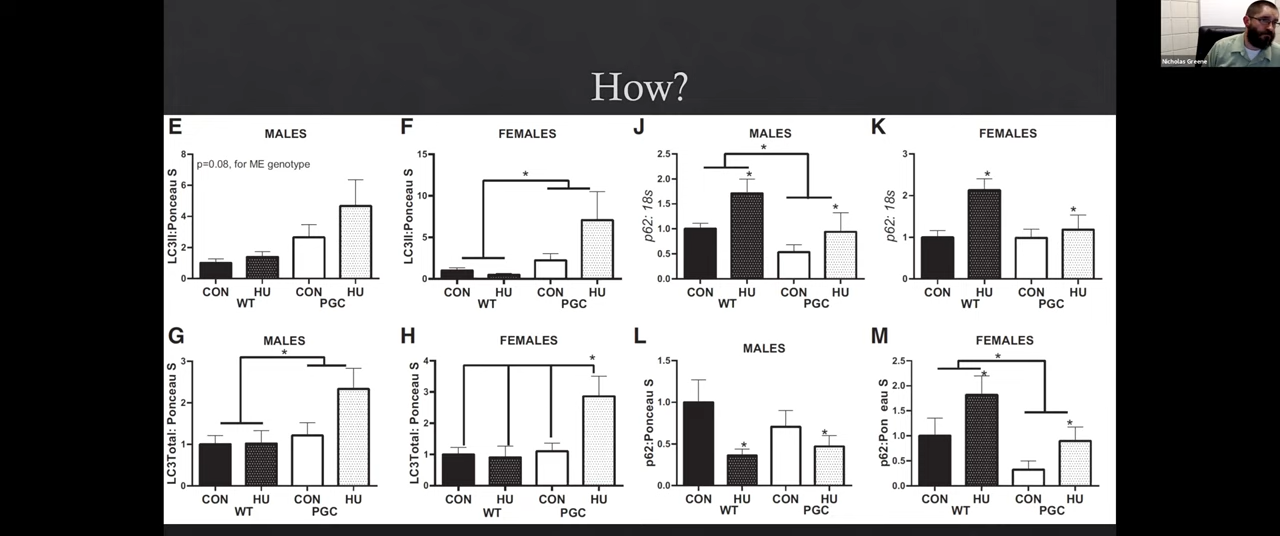 Nicholas Greene
How?
E
MALES
p=0.08, for ME genotype
LC3II:Ponceau S
8
6
4
2
0
CON HU CON HU
WT PGC
F
FEMALES
LC3II:Ponceau S
15
10
5
0
*
CON HU CON HU
WT PGC
J
MALES
p62: 18s
2.5
2.0
1.5
1.0
0.5
0.0
*
*
*
CON HU CON HU
WT PGC
K
FEMALES
p62: 18s
3
2
1
0
*
*
CON HU CON HU
WT PGC
G
MALES
LC3Total: Ponceau S
3
2
1
0
*
CON HU CON HU
WT PGC
H
FEMALES
LC3Total: Ponceau S
4
3
2
1
0
*
CON HU CON HU
WT PGC
L
MALES
p62:Ponceau S
1.5
1.0
0.5
0.0
*
*
CON HU CON HU
WT PGC
M
FEMALES
p62:Pon eau S
2.5
2.0
1.5
1.0
0.5
0.0
*
*
*
CON HU CON HU
WT PGC